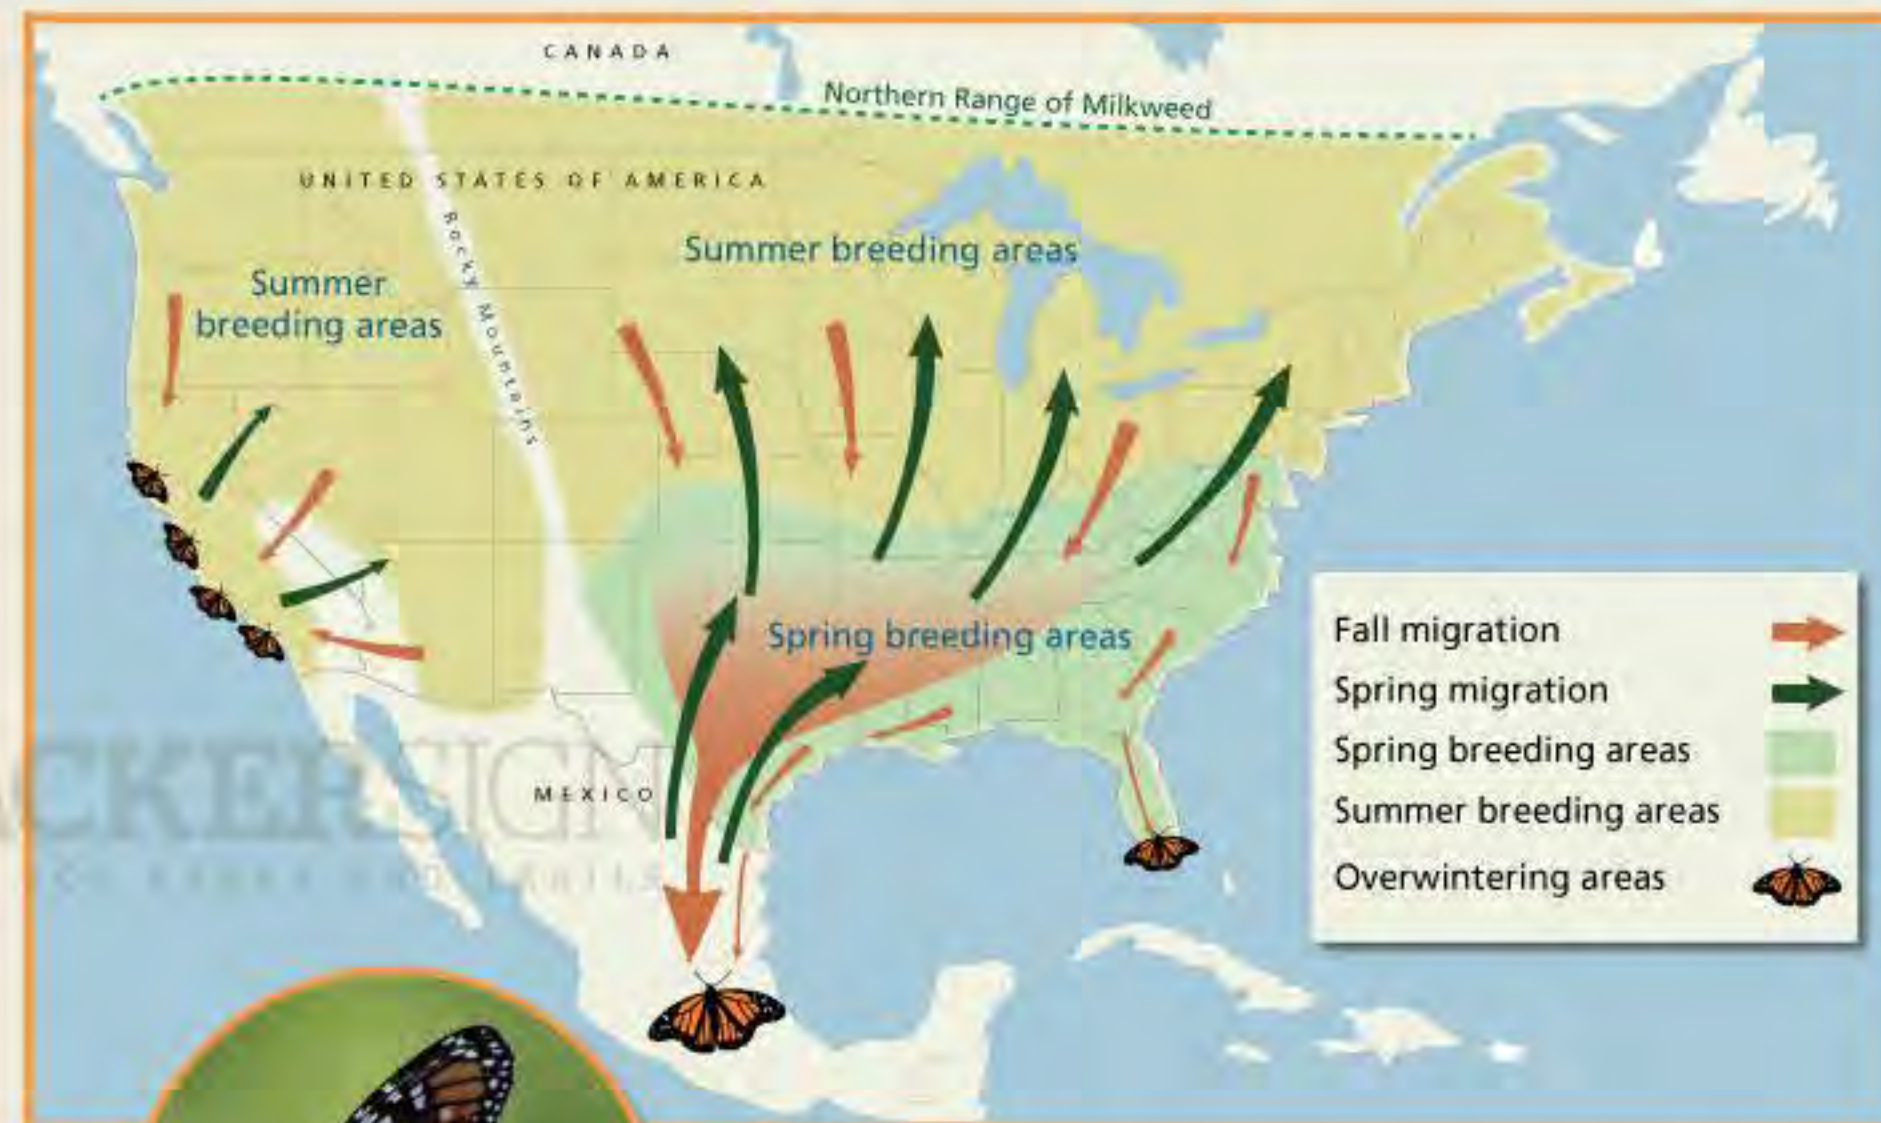 CANADA
Northern Range of Milkweed
UNITED STATES OF AMERICA
Rocky Mountains
Summer breeding areas
Summer
breeding areas
Spring breeding areas
MEXICO
Fall migration
Spring migration
Spring breeding areas
Summer breeding areas
Overwintering areas